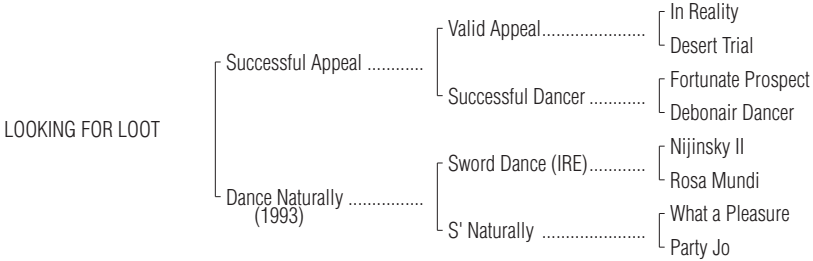 In Reality
Valid Appeal......................
Desert Trial
Successful Appeal ............
Fortunate Prospect
Successful Dancer ............
Debonair Dancer
LOOKING FOR LOOT
Nijinsky II
Sword Dance (IRE)............
Rosa Mundi
Dance Naturally ................
(1993)
What a Pleasure
S' Naturally ......................
Party Jo